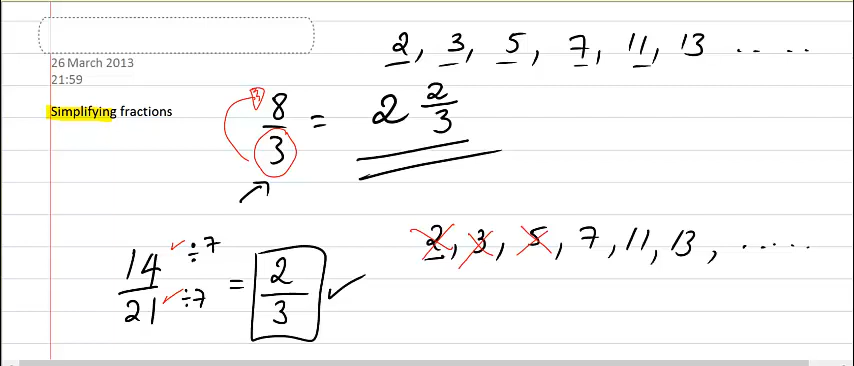 2, 3, 5, 7, 11, 13 .....
26 March 2013
21:59
Simplifying fractions
3
8/3 = 2 2/3
2, 3, 5, 7, 11, 13, .....
14/21 ÷7 ÷7 = 2/3 ✓